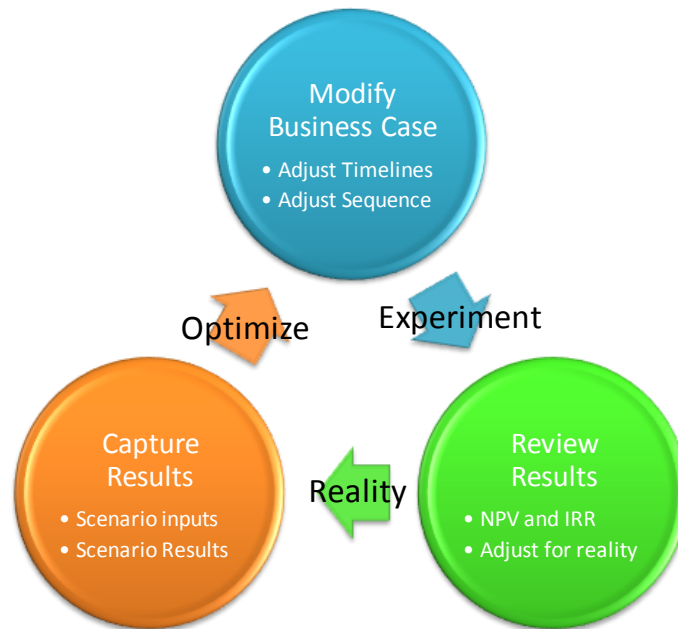 Modify
Business Case
• Adjust Timelines
• Adjust Sequence
Optimize
Experiment
Capture
Results
• Scenario inputs
• Scenario Results
Reality
Review
Results
• NPV and IRR
• Adjust for reality